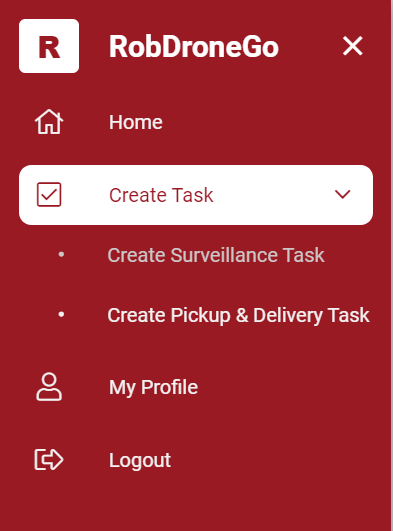 R RobDroneGo
Home
Create Task
• Create Surveillance Task
• Create Pickup & Delivery Task
My Profile
Logout